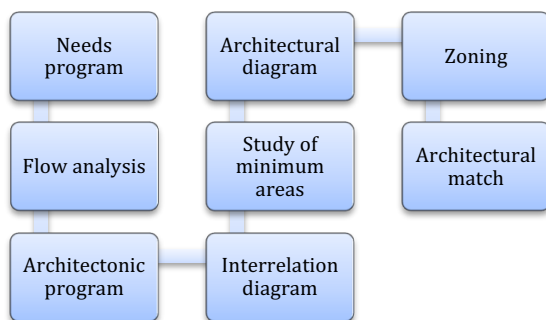 Needs
program
Flow analysis
Architectonic
program
Interrelation
diagram
Study of
minimum
areas
Architectural
diagram
Zoning
Architectural
match